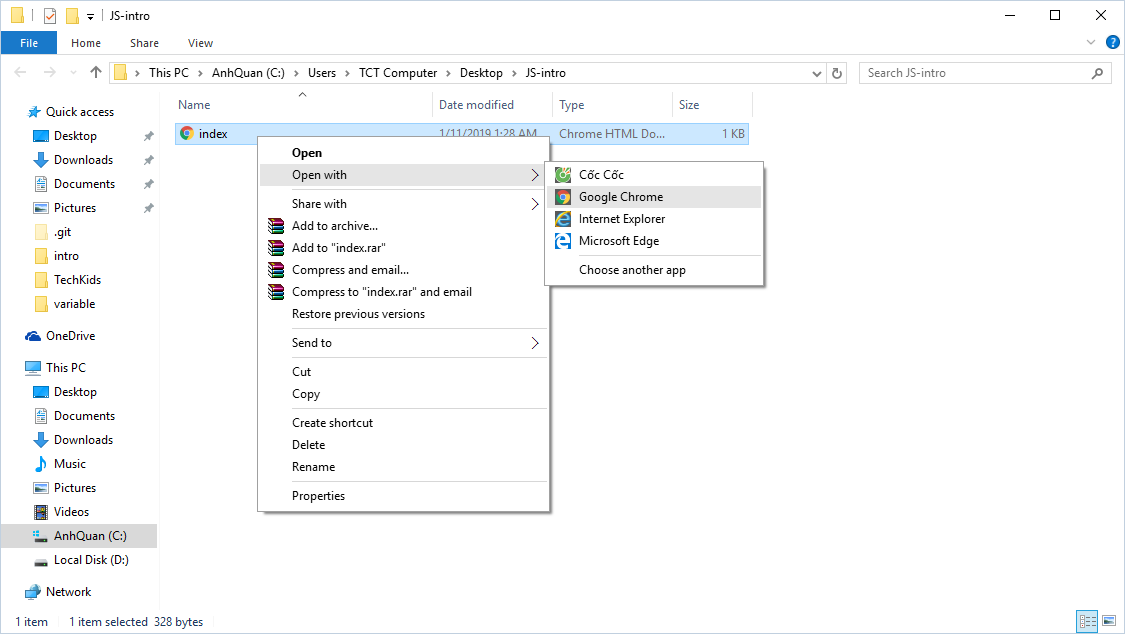 JS-intro
File Home Share View
This PC AnhQuan (C:) Users TCT Computer Desktop JS-intro
Search JS-intro
Name Date modified Type Size
index 1/11/2019 1:28 AM Chrome HTML Do... 1 KB
Quick access
Desktop
Downloads
Documents
Pictures
.git
intro
TechKids
variable
OneDrive
This PC
Desktop
Documents
Downloads
Music
Pictures
Videos
AnhQuan (C:)
Local Disk (D:)
Network
Open
Open with
Share with
Add to archive...
Add to "index.rar"
Compress and email...
Compress to "index.rar" and email
Restore previous versions
Send to
Cut
Copy
Create shortcut
Delete
Rename
Properties
Cốc Cốc
Google Chrome
Internet Explorer
Microsoft Edge
Choose another app
1 item 1 item selected 328 bytes